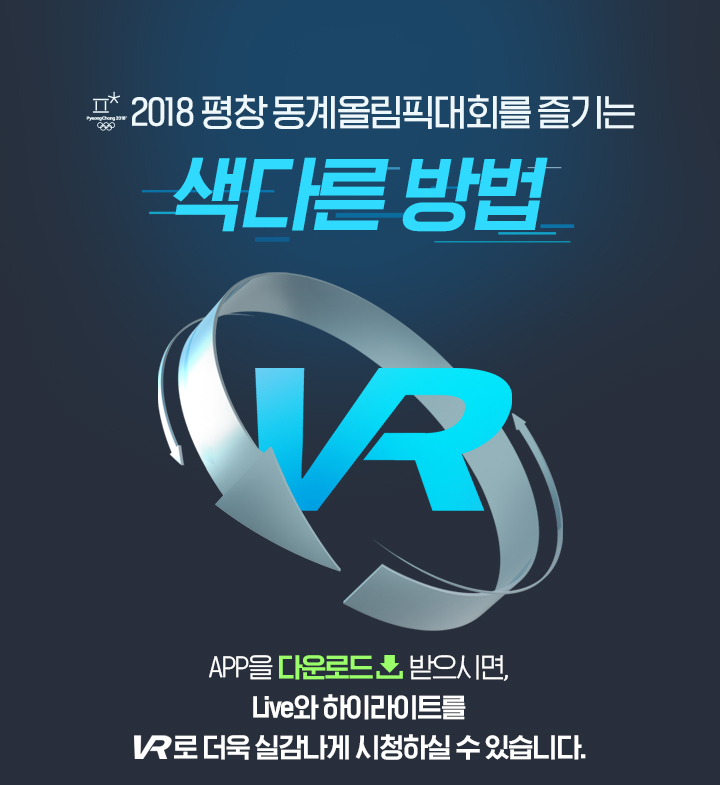 PyeongChang 2018
2018 평창 동계올림픽대회를 즐기는
색다른 방법
VR
APP을 다운로드 받으시면,
Live와 하이라이트를
VR로 더욱 실감나게 시청하실 수 있습니다.